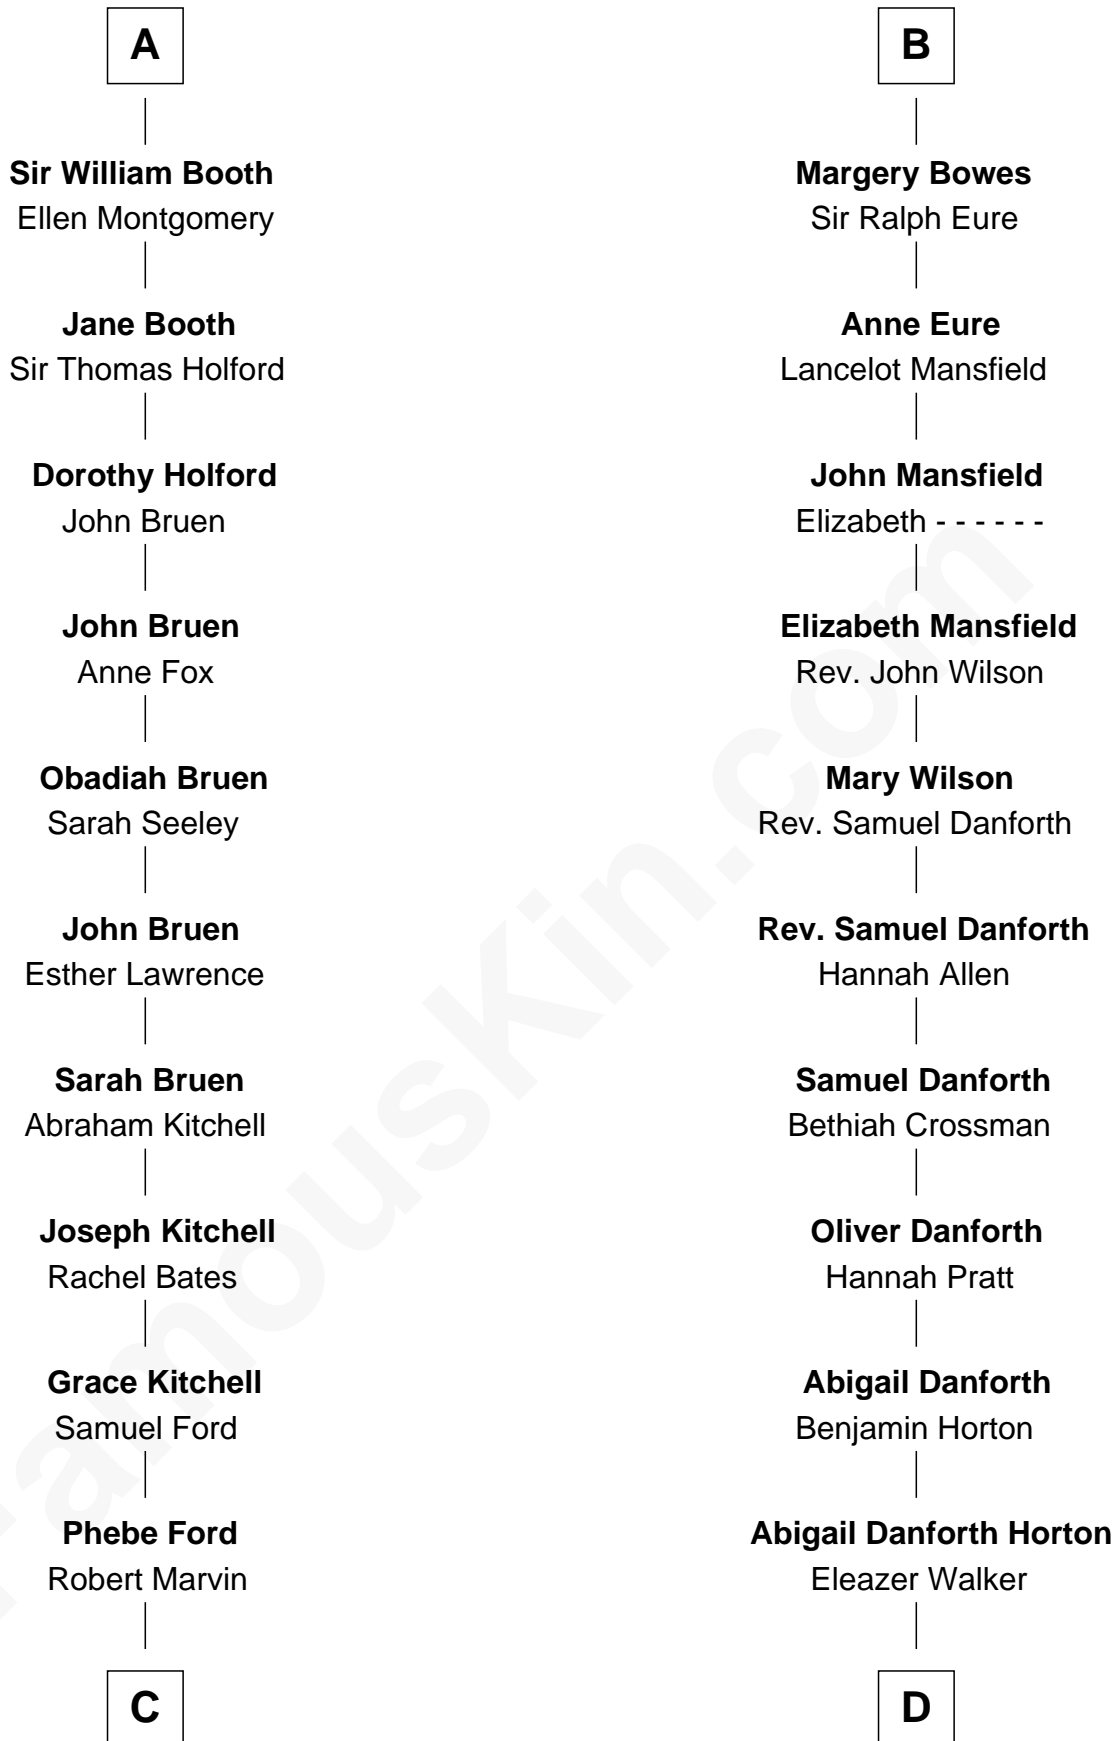 A
Sir William Booth
Ellen Montgomery
Jane Booth
Sir Thomas Holford
Dorothy Holford
John Bruen
John Bruen
Anne Fox
Obadiah Bruen
Sarah Seeley
John Bruen
Esther Lawrence
Sarah Bruen
Abraham Kitchell
Joseph Kitchell
Rachel Bates
Grace Kitchell
Samuel Ford
Phebe Ford
Robert Marvin
C
B
Margery Bowes
Sir Ralph Eure
Anne Eure
Lancelot Mansfield
John Mansfield
Elizabeth - - - - - -
Elizabeth Mansfield
Rev. John Wilson
Mary Wilson
Rev. Samuel Danforth
Rev. Samuel Danforth
Hannah Allen
Samuel Danforth
Bethiah Crossman
Oliver Danforth
Hannah Pratt
Abigail Danforth
Benjamin Horton
Abigail Danforth Horton
Eleazer Walker
D
FamousKin.com